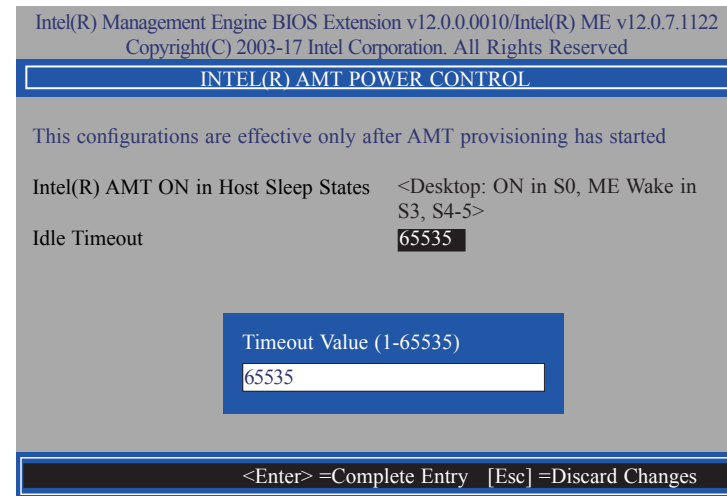 Intel(R) Management Engine BIOS Extension v12.0.0.0010/Intel(R) ME v12.0.7.1122
Copyright(C) 2003-17 Intel Corporation. All Rights Reserved
INTEL(R) AMT POWER CONTROL
This configurations are effective only after AMT provisioning has started
Intel(R) AMT ON in Host Sleep States <Desktop: ON in S0, ME Wake in
S3, S4-5>
Idle Timeout 65535
Timeout Value (1-65535)
65535
<Enter> =Complete Entry [Esc] =Discard Changes